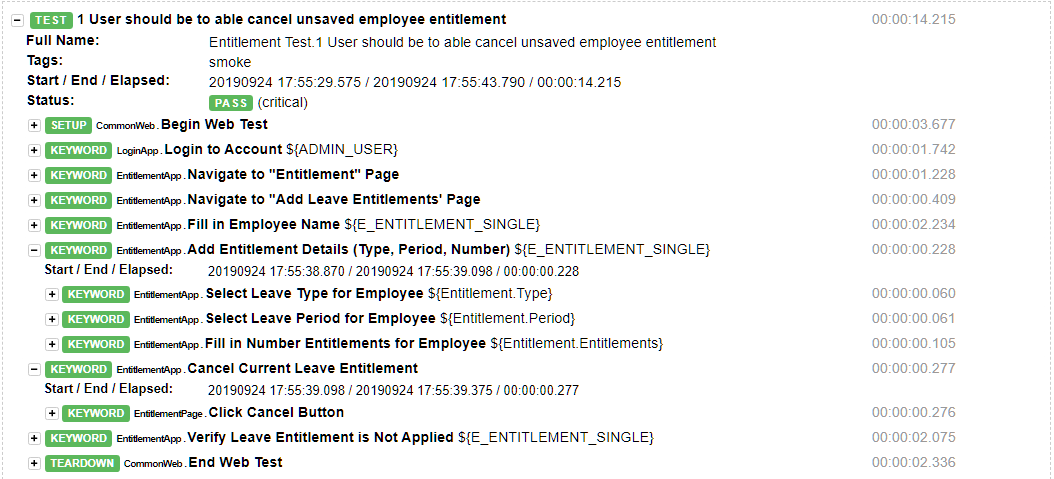 TEST 1 User should be to able cancel unsaved employee entitlement 00:00:14.215
Full Name: Entitlement Test.1 User should be to able cancel unsaved employee entitlement
Tags: smoke
Start / End / Elapsed: 20190924 17:55:29.575 / 20190924 17:55:43.790 / 00:00:14.215
Status: PASS (critical)
SETUP CommonWeb.Begin Web Test 00:00:03.677
KEYWORD LoginApp.Login to Account ${ADMIN_USER} 00:00:01.742
KEYWORD EntitlementApp.Navigate to "Entitlement" Page 00:00:01.228
KEYWORD EntitlementApp.Navigate to "Add Leave Entitlements' Page 00:00:00.409
KEYWORD EntitlementApp.Fill in Employee Name ${E_ENTITLEMENT_SINGLE} 00:00:02.234
KEYWORD EntitlementApp.Add Entitlement Details (Type, Period, Number) ${E_ENTITLEMENT_SINGLE} 00:00:00.228
Start / End / Elapsed: 20190924 17:55:38.870 / 20190924 17:55:39.098 / 00:00:00.228
KEYWORD EntitlementApp.Select Leave Type for Employee ${Entitlement.Type} 00:00:00.060
KEYWORD EntitlementApp.Select Leave Period for Employee ${Entitlement.Period} 00:00:00.061
KEYWORD EntitlementApp.Fill in Number Entitlements for Employee ${Entitlement.Entitlements} 00:00:00.105
KEYWORD EntitlementApp.Cancel Current Leave Entitlement 00:00:00.277
Start / End / Elapsed: 20190924 17:55:39.098 / 20190924 17:55:39.375 / 00:00:00.277
KEYWORD EntitlementPage.Click Cancel Button 00:00:00.276
KEYWORD EntitlementApp.Verify Leave Entitlement is Not Applied ${E_ENTITLEMENT_SINGLE} 00:00:02.075
TEARDOWN CommonWeb.End Web Test 00:00:02.336